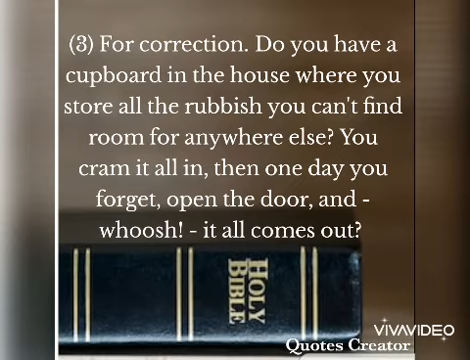 (3) For correction. Do you have a
cupboard in the house where you
store all the rubbish you can't find
room for anywhere else? You
cram it all in, then one day you
forget, open the door, and -
whoosh! - it all comes out?
HOLY
BIBLE
VIVAVIDEO
Quotes Creator